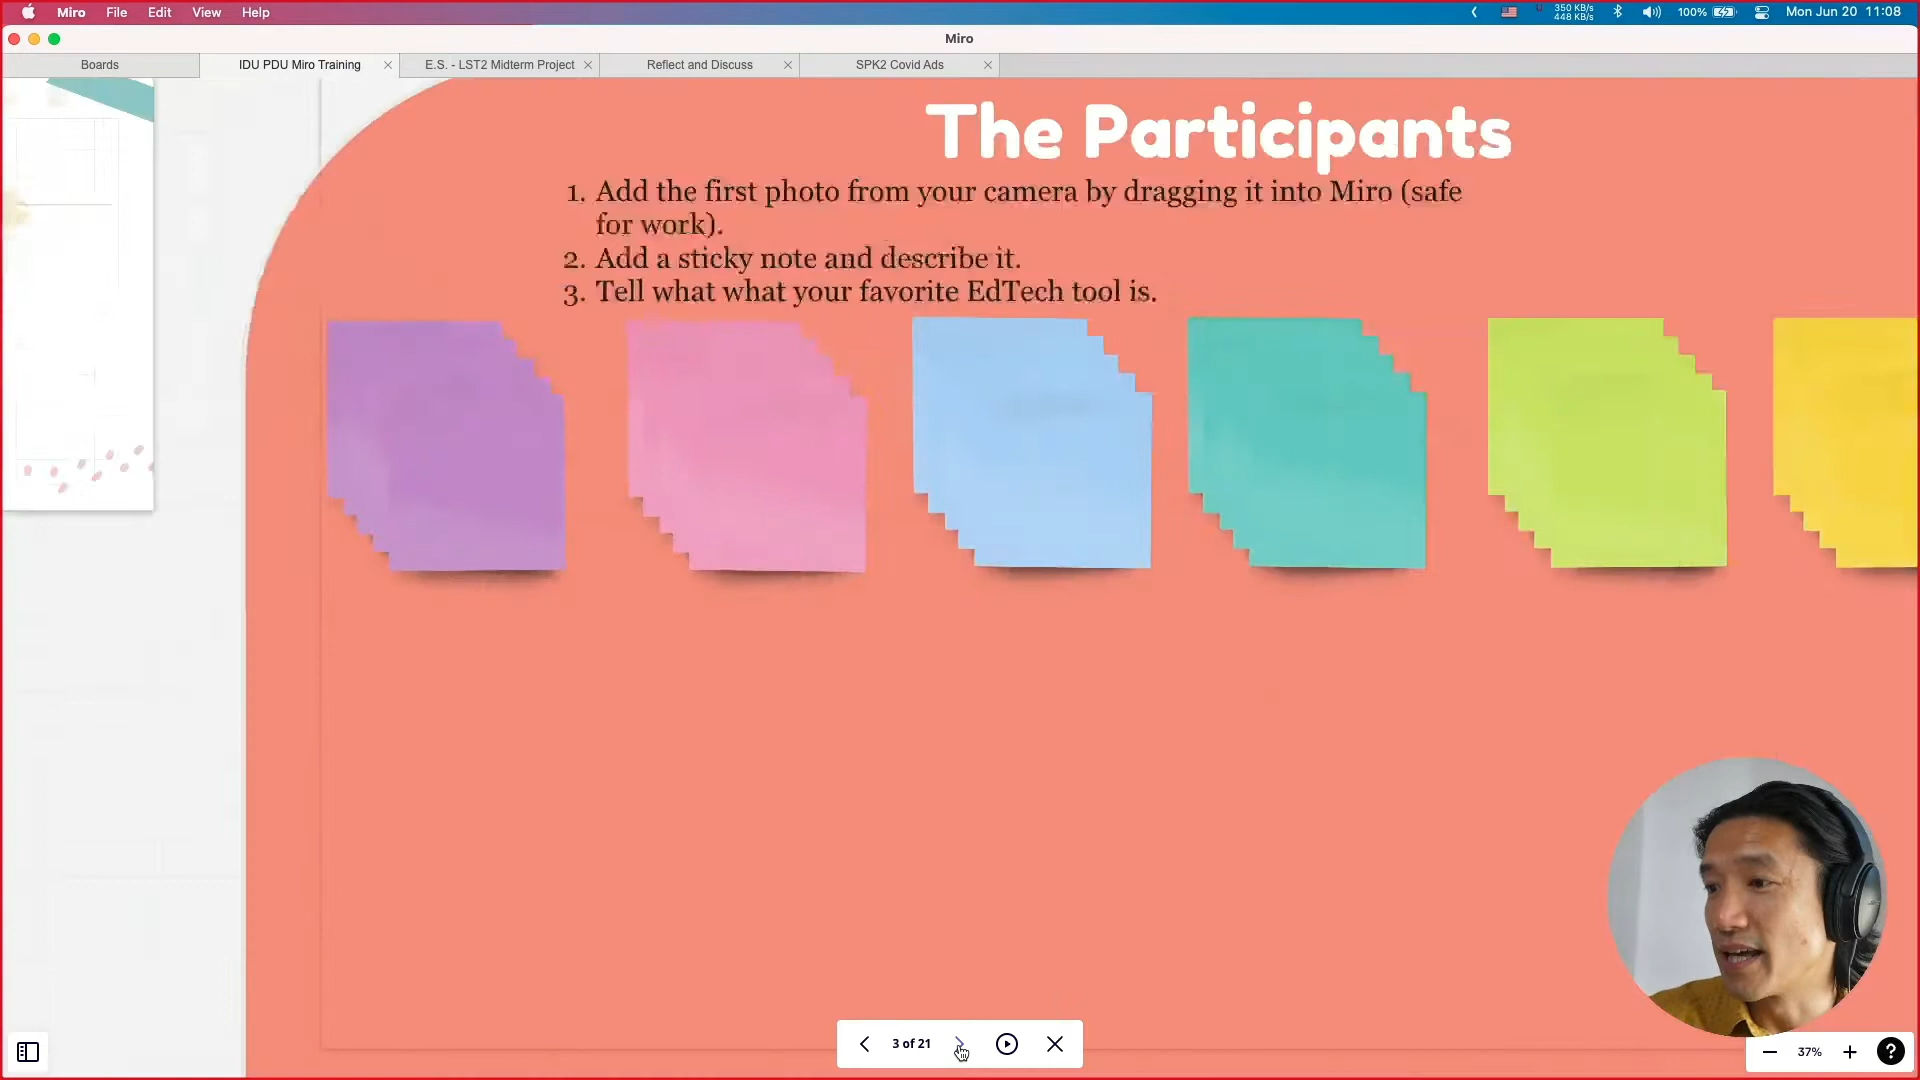 Miro File Edit View Help
350 KB/s
448 KB/s
100%
Mon Jun 20 11:08
Miro
Boards
IDU PDU Miro Training
E.S. - LST2 Midterm Project
Reflect and Discuss
SPK2 Covid Ads
The Participants
1. Add the first photo from your camera by dragging it into Miro (safe
for work).
2. Add a sticky note and describe it.
3. Tell what what your favorite EdTech tool is.
3 of 21
37%
?